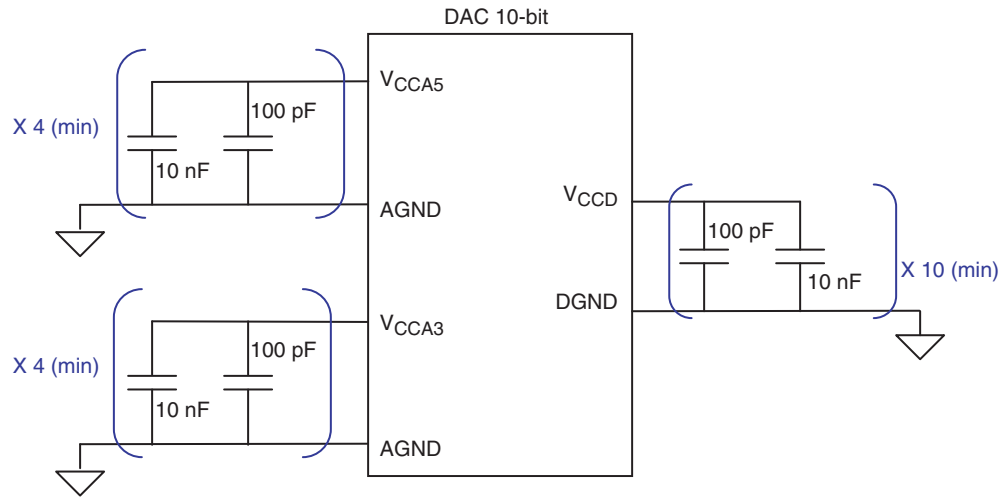 DAC 10-bit
VCCA5
100 pF
X 4 (min)
10 nF
AGND
VCCD
100 pF
X 10 (min)
10 nF
DGND
VCCA3
100 pF
X 4 (min)
10 nF
AGND